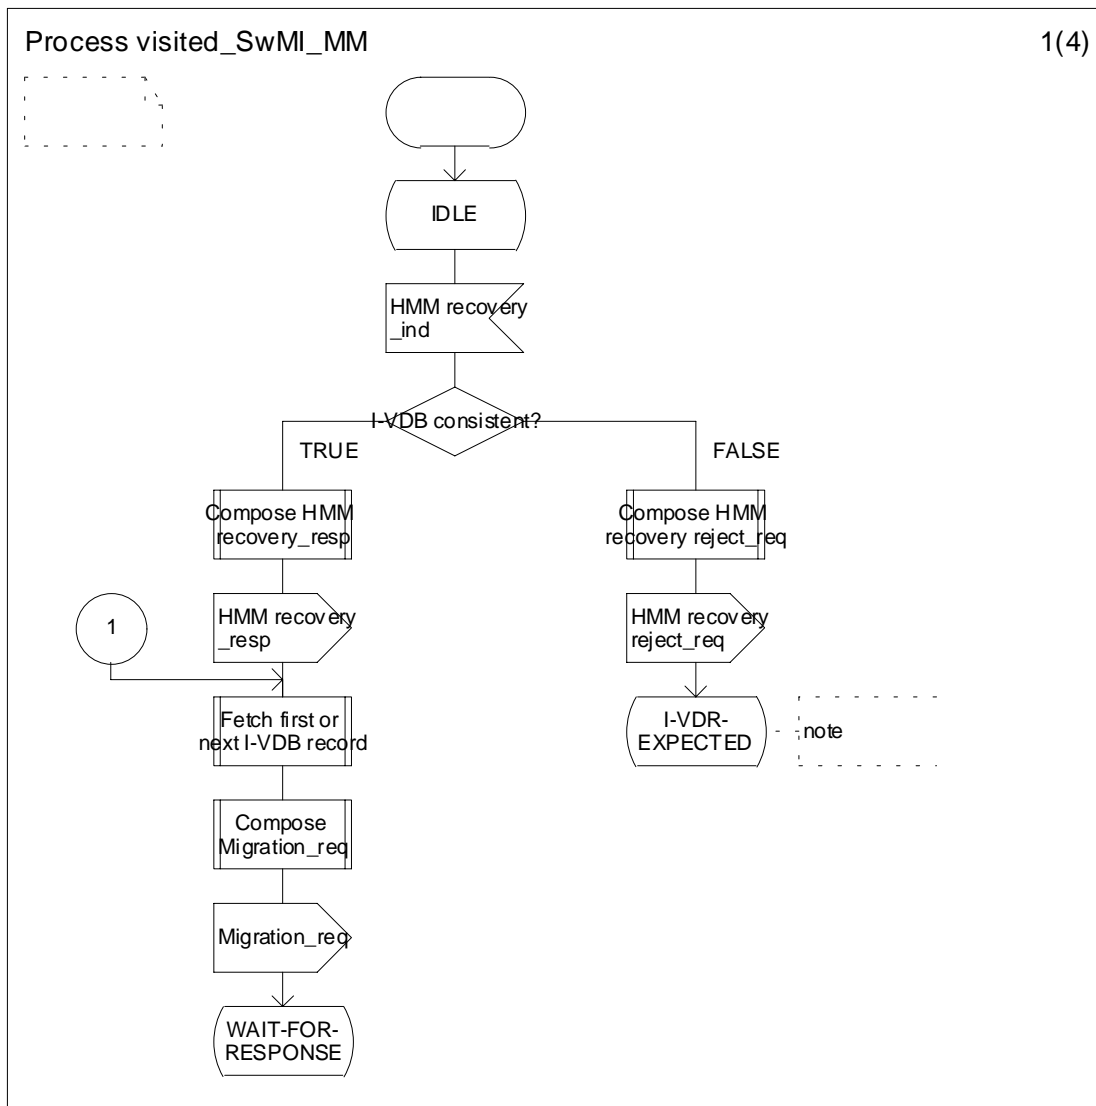 Process visited_SwMI_MM
1(4)
IDLE
HMM recovery
_ind
I-VDB consistent?
TRUE
FALSE
Compose HMM
recovery_resp
Compose HMM
recovery reject_req
1
HMM recovery
_resp
HMM recovery
reject_req
Fetch first or
next I-VDB record
I-VDR-
EXPECTED
note
Compose
Migration_req
Migration_req
WAIT-FOR-
RESPONSE